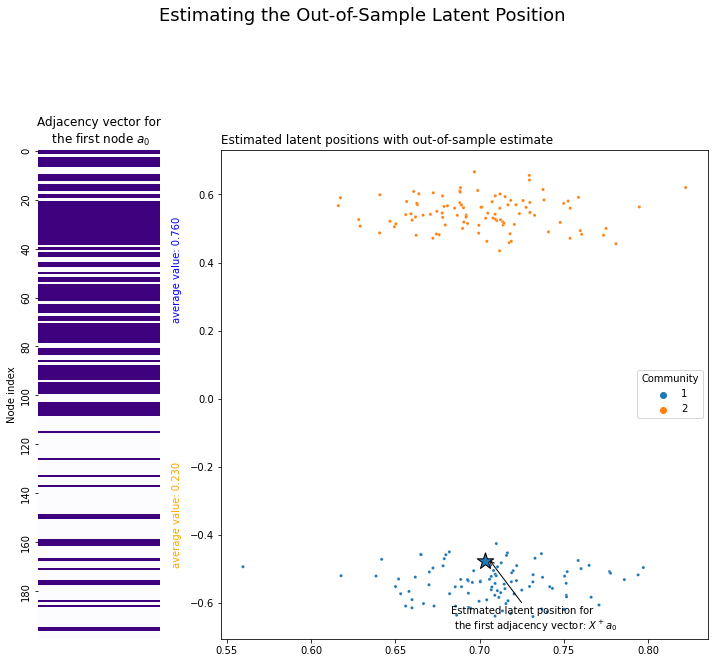 Estimating the Out-of-Sample Latent Position
Adjacency vector for
the first node a₀
Node index
0
20
40
60
80
100
120
140
160
180
average value: 0.760
average value: 0.230
Estimated latent positions with out-of-sample estimate
0.6
0.4
0.2
0.0
−0.2
−0.4
−0.6
0.55
0.60
0.65
0.70
0.75
0.80
Community
1
2
Estimated latent position for
the first adjacency vector: X⁺a₀